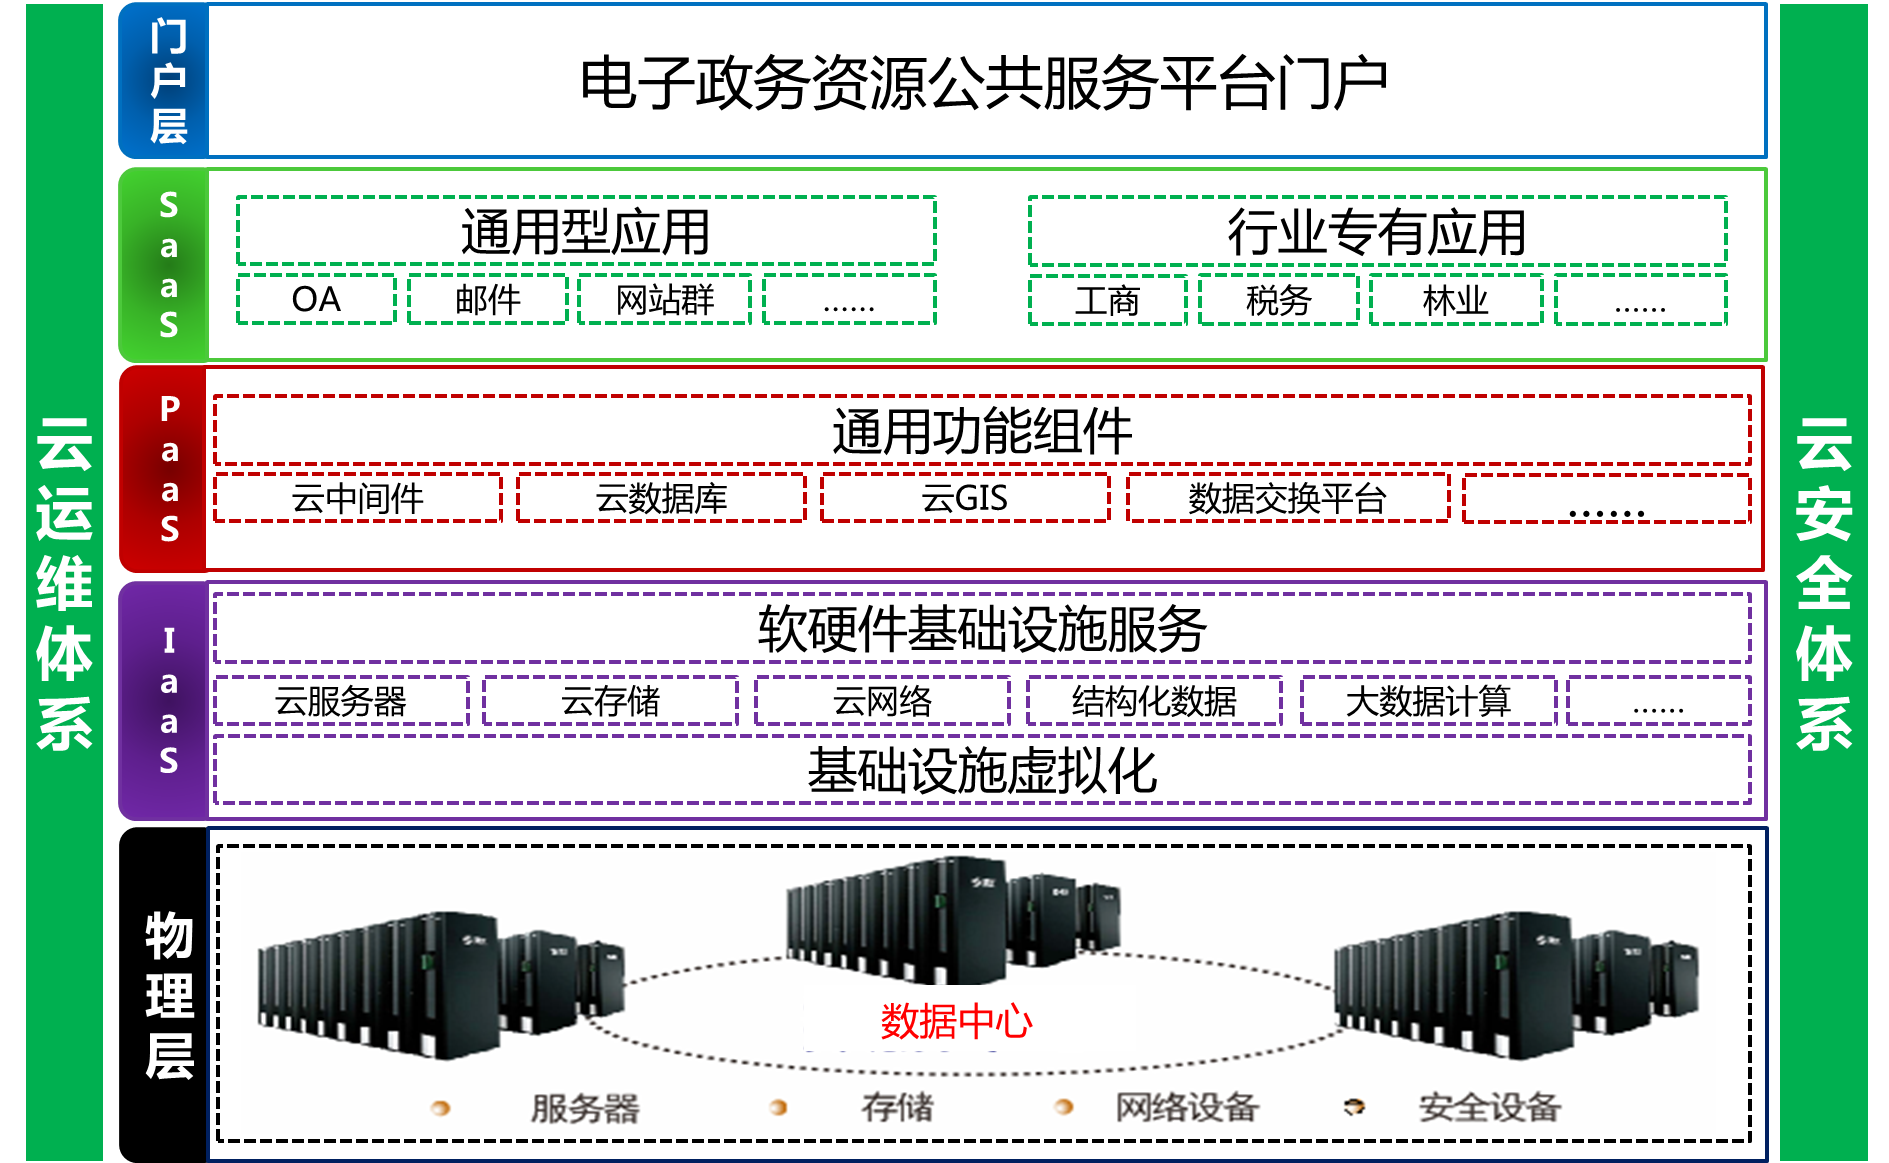 云运维体系
门户层
电子政务资源公共服务平台门户
SaaS
通用型应用
行业专有应用
OA
邮件
网站群
......
工商
税务
林业
......
PaaS
通用功能组件
云中间件
云数据库
云GIS
数据交换平台
......
IaaS
软硬件基础设施服务
云服务器
云存储
云网络
结构化数据
大数据计算
......
基础设施虚拟化
物理层
数据中心
服务器
存储
网络设备
安全设备
云安全体系